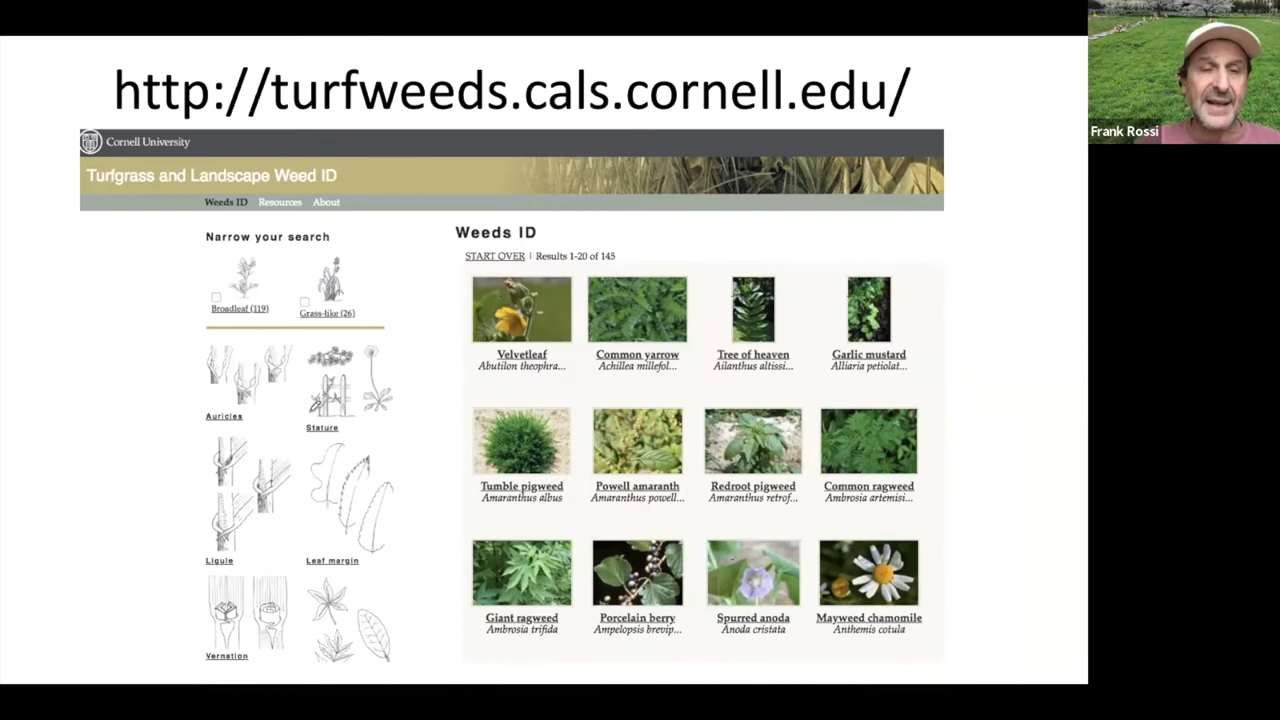 http://turfweeds.cals.cornell.edu/
Frank Rossi
Cornell University
Turfgrass and Landscape Weed ID
Weeds ID Resources About
Narrow your search
Broadleaf (119)
Grass-like (26)
Auricles
Stature
Ligule
Leaf margin
Vernation
Weeds ID
START OVER | Results 1-20 of 145
Velvetleaf
Abutilon theophra...
Common yarrow
Achillea millefol...
Tree of heaven
Ailanthus altissi...
Garlic mustard
Alliaria petiolat...
Tumble pigweed
Amaranthus albus
Powell amaranth
Amaranthus powell...
Redroot pigweed
Amaranthus retrof...
Common ragweed
Ambrosia artemisi...
Giant ragweed
Ambrosia trifida
Porcelain berry
Ampelopsis brevip...
Spurred anoda
Anoda cristata
Mayweed chamomile
Anthemis cotula